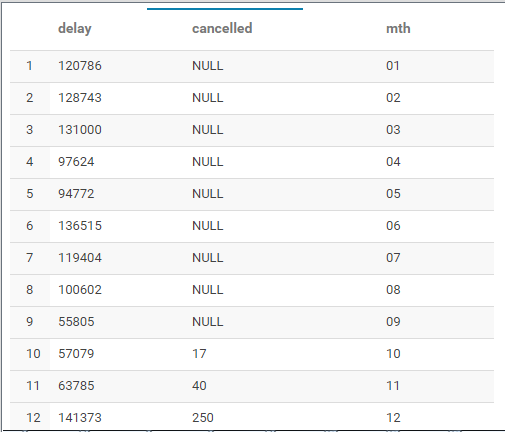 delay cancelled mth
1 120786 NULL 01
2 128743 NULL 02
3 131000 NULL 03
4 97624 NULL 04
5 94772 NULL 05
6 136515 NULL 06
7 119404 NULL 07
8 100602 NULL 08
9 55805 NULL 09
10 57079 17 10
11 63785 40 11
12 141373 250 12